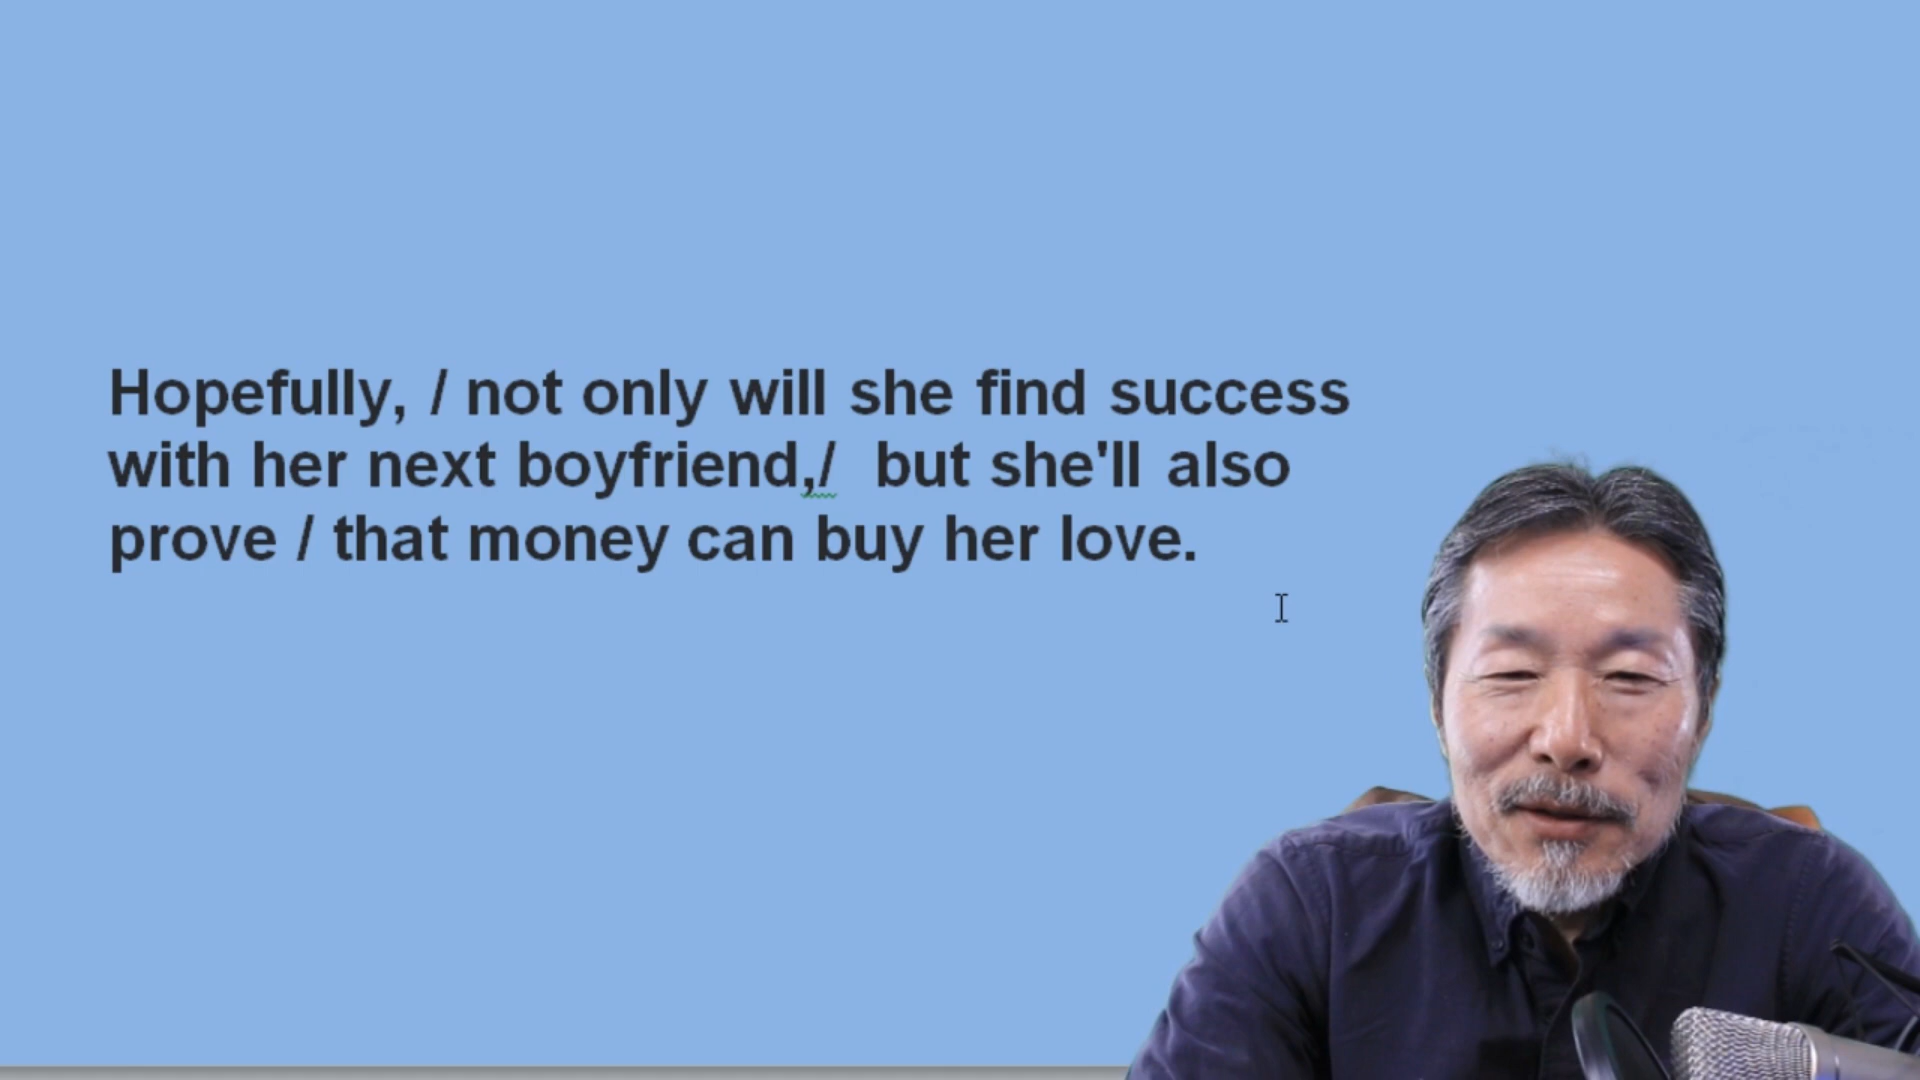 Hopefully, / not only will she find success
with her next boyfriend,/  but she'll also
prove / that money can buy her love.